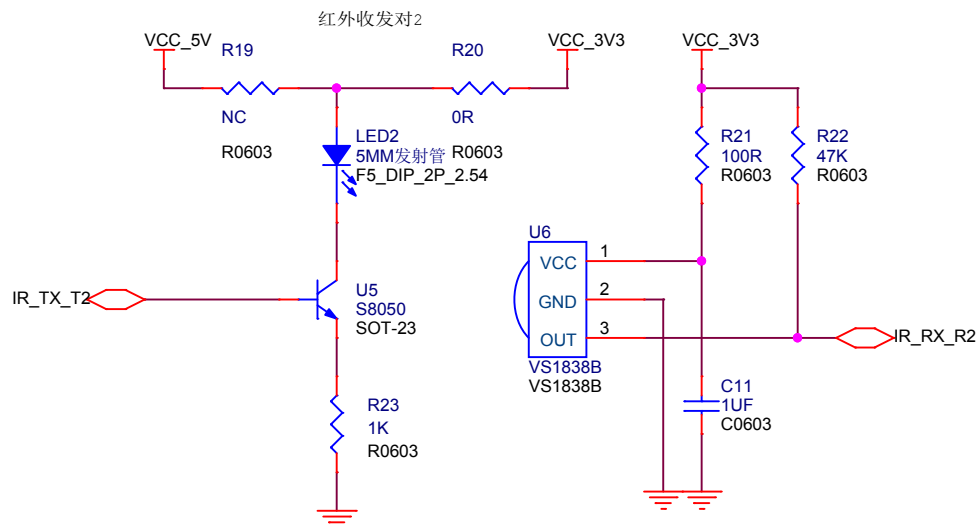 红外收发对2
VCC_5V
R19
R20
VCC_3V3
VCC_3V3
NC
0R
R0603
R0603
LED2
5MM发射管
F5_DIP_2P_2.54
R21
100R
R0603
R22
47K
R0603
U6
VCC
GND
OUT
1
2
3
VS1838B
VS1838B
IR_TX_T2
U5
S8050
SOT-23
IR_RX_R2
R23
1K
R0603
C11
1UF
C0603